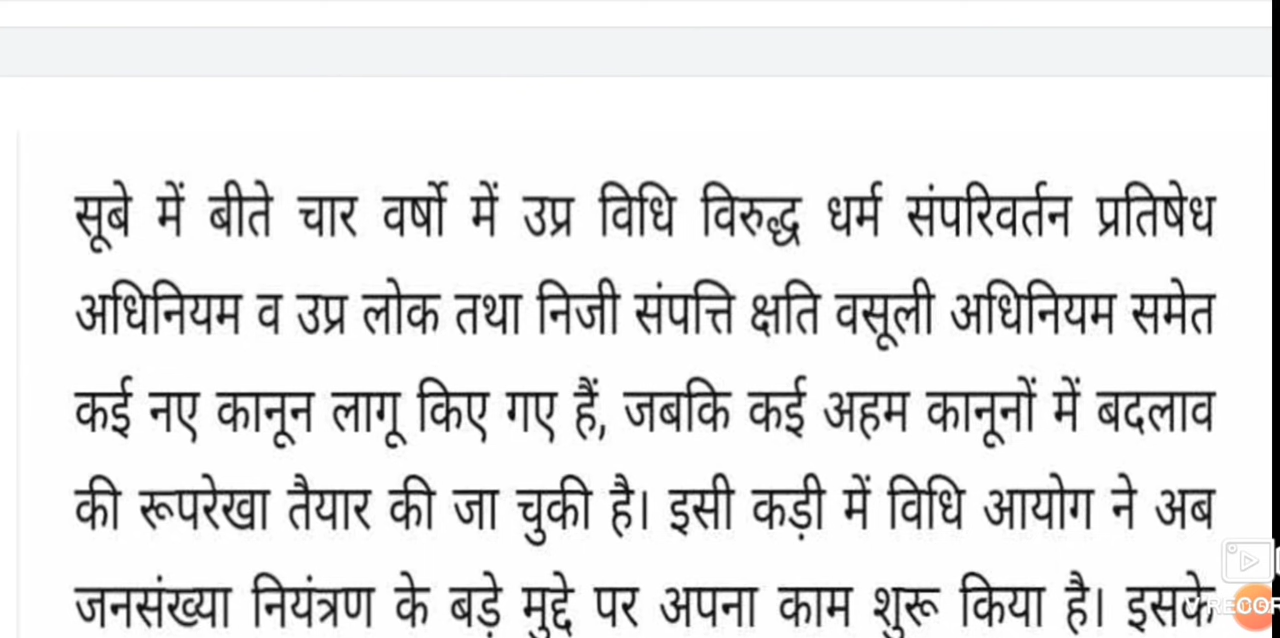 सूबे में बीते चार वर्षो में उप्र विधि विरुद्ध धर्म संपरिवर्तन प्रतिषेध
अधिनियम व उप्र लोक तथा निजी संपत्ति क्षति वसूली अधिनियम समेत
कई नए कानून लागू किए गए हैं, जबकि कई अहम कानूनों में बदलाव
की रूपरेखा तैयार की जा चुकी है। इसी कड़ी में विधि आयोग ने अब
जनसंख्या नियंत्रण के बड़े मुद्दे पर अपना काम शुरू किया है। इसके